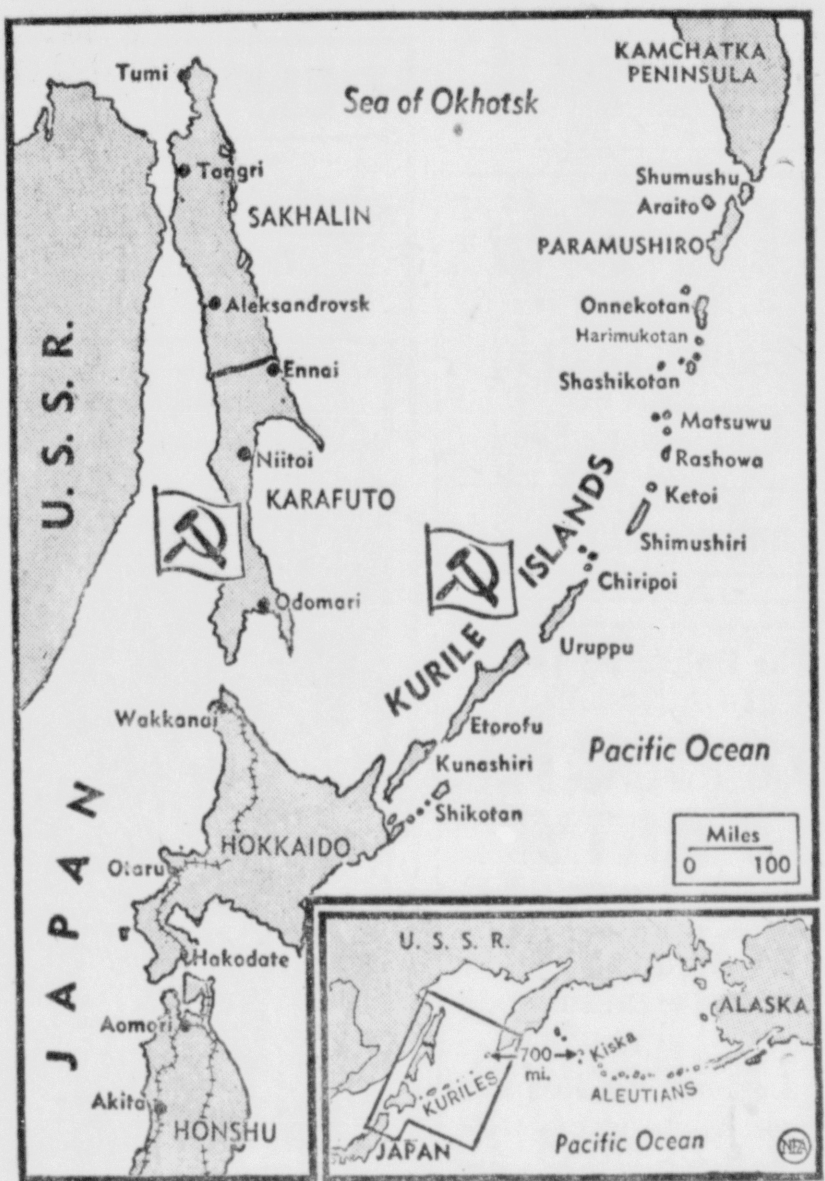 KAMCHATKA
PENINSULA
Tumi
Sea of Okhotsk
Tangri
Shumushu
Araito
SAKHALIN
PARAMUSHIRO
Aleksandrovsk
Onnekotan
Harimukotan
Ennai
Shashikotan
U. S. S. R.
Matsuwu
Niitoi
Rashowa
KARAFUTO
Ketoi
Shimushiri
KURILE ISLANDS
Chiripoi
Odomari
Uruppu
Wakkanai
Etorofu
Pacific Ocean
Kunashiri
Shikotan
JAPAN
HOKKAIDO
Miles
0 100
Otaru
Hakodate
Aomori
Akita
HONSHU
U. S. S. R.
ALASKA
700
mi.
Kiska
KURILES
ALEUTIANS
JAPAN
Pacific Ocean
NEA